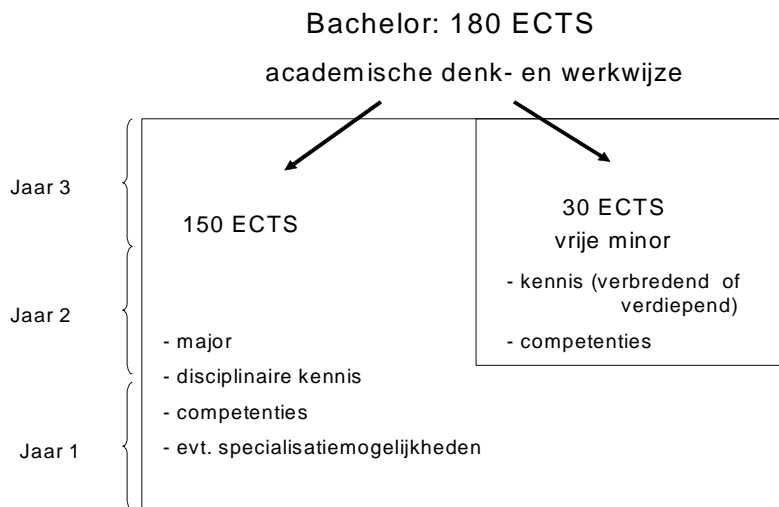 Bachelor: 180 ECTS
academische denk- en werkwijze
Jaar 3
150 ECTS
30 ECTS
vrije minor
- kennis (verbredend of
verdiepend)
- competenties
Jaar 2
- major
- disciplinaire kennis
- competenties
- evt. specialisatiemogelijkheden
Jaar 1